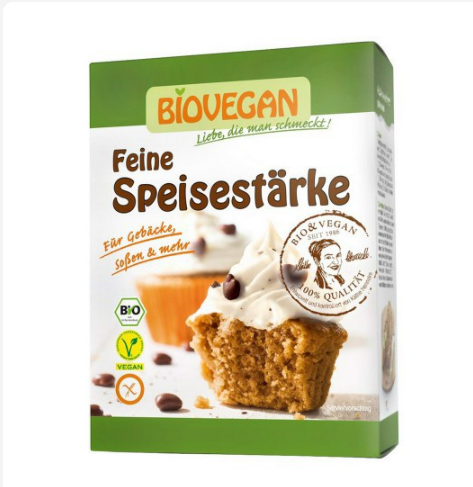 BIOVEGAN
Liebe, die man schmeckt!
Feine
Speisestärke
Für Gebäcke,
soßen & mehr
BIO&VEGAN
SEIT 1986
100% QUALITÄT
BIO
VEGAN